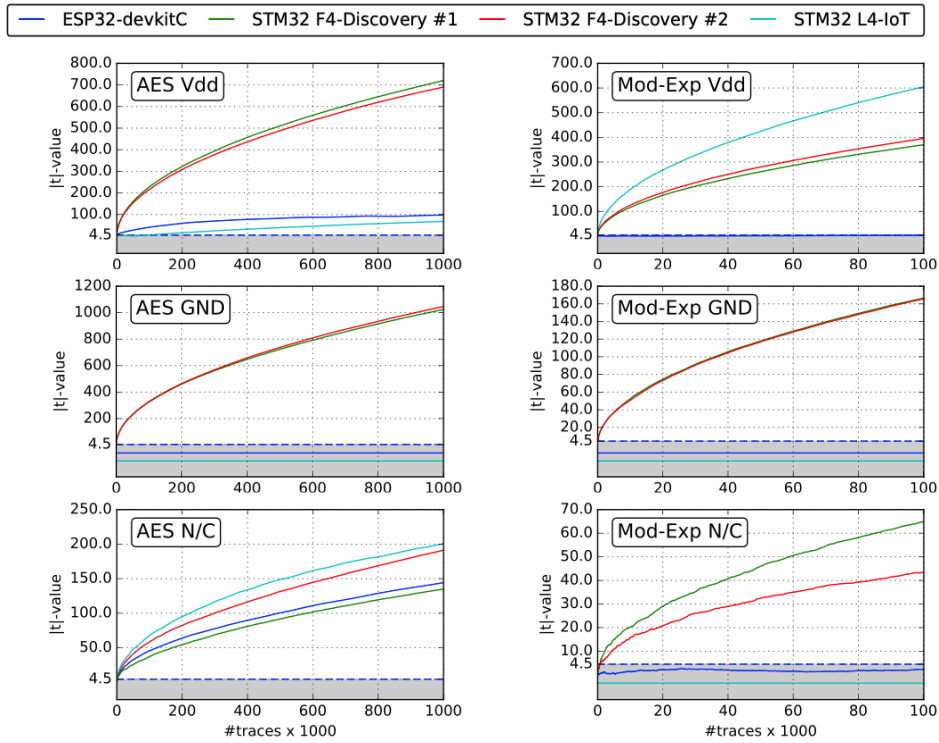 ESP32-devkitC STM32 F4-Discovery #1 STM32 F4-Discovery #2 STM32 L4-IoT
AES Vdd
|t|-value
800.0
700.0
600.0
500.0
400.0
300.0
200.0
100.0
4.5
0 200 400 600 800 1000
Mod-Exp Vdd
|t|-value
700.0
600.0
500.0
400.0
300.0
200.0
100.0
4.5
0 20 40 60 80 100
AES GND
|t|-value
1200
1000
800
600
400
200
4.5
0 200 400 600 800 1000
Mod-Exp GND
|t|-value
180.0
160.0
140.0
120.0
100.0
80.0
60.0
40.0
20.0
4.5
0 20 40 60 80 100
AES N/C
|t|-value
250.0
200.0
150.0
100.0
50.0
4.5
0 200 400 600 800 1000
#traces x 1000
Mod-Exp N/C
|t|-value
70.0
60.0
50.0
40.0
30.0
20.0
10.0
4.5
0 20 40 60 80 100
#traces x 1000